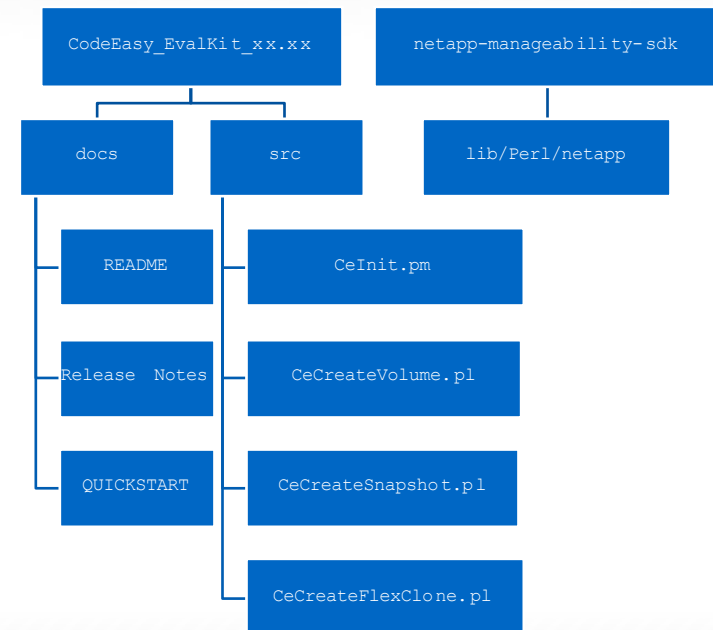 CodeEasy_EvalKit_xx.xx
netapp-manageability-sdk
docs
src
lib/Perl/netapp
README
CeInit.pm
Release Notes
CeCreateVolume.pl
QUICKSTART
CeCreateSnapshot.pl
CeCreateFlexClone.pl